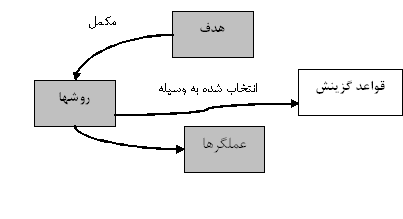 هدف
مکمل
قواعد گزینش
انتخاب شده به وسیله
روشها
عملگرها